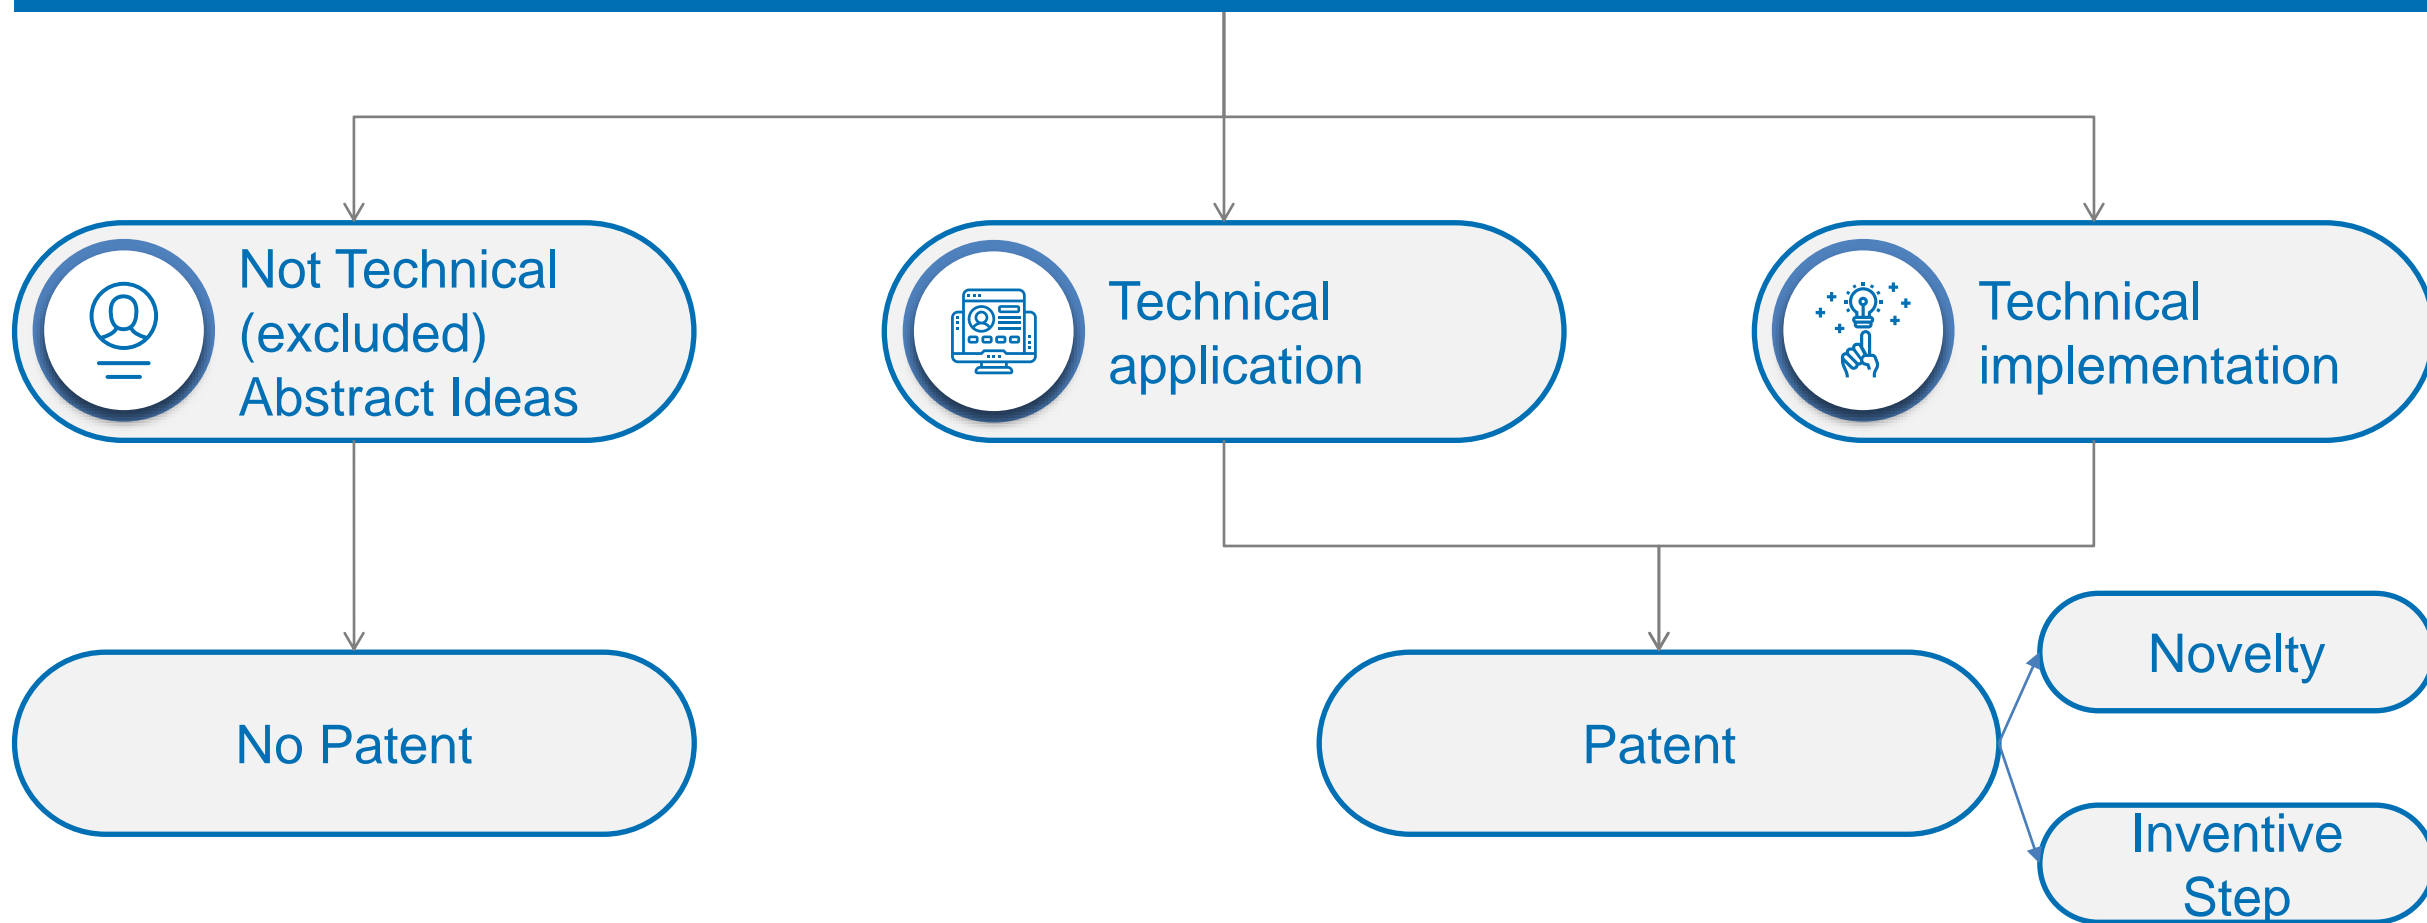 Not Technical
(excluded)
Abstract Ideas
Technical
application
Technical
implementation
No Patent
Patent
Novelty
Inventive
Step